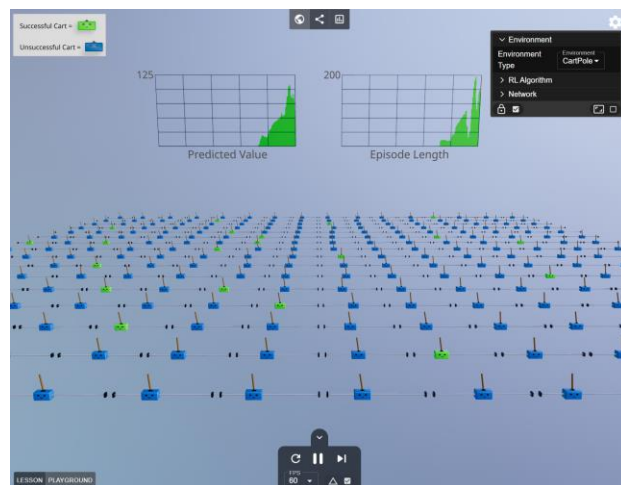 Successful Cart =
Unsuccessful Cart =
125
200
Predicted Value
Episode Length
Environment
Environment Type
Environment
CartPole
RL Algorithm
Network
FPS
60
LESSON PLAYGROUND